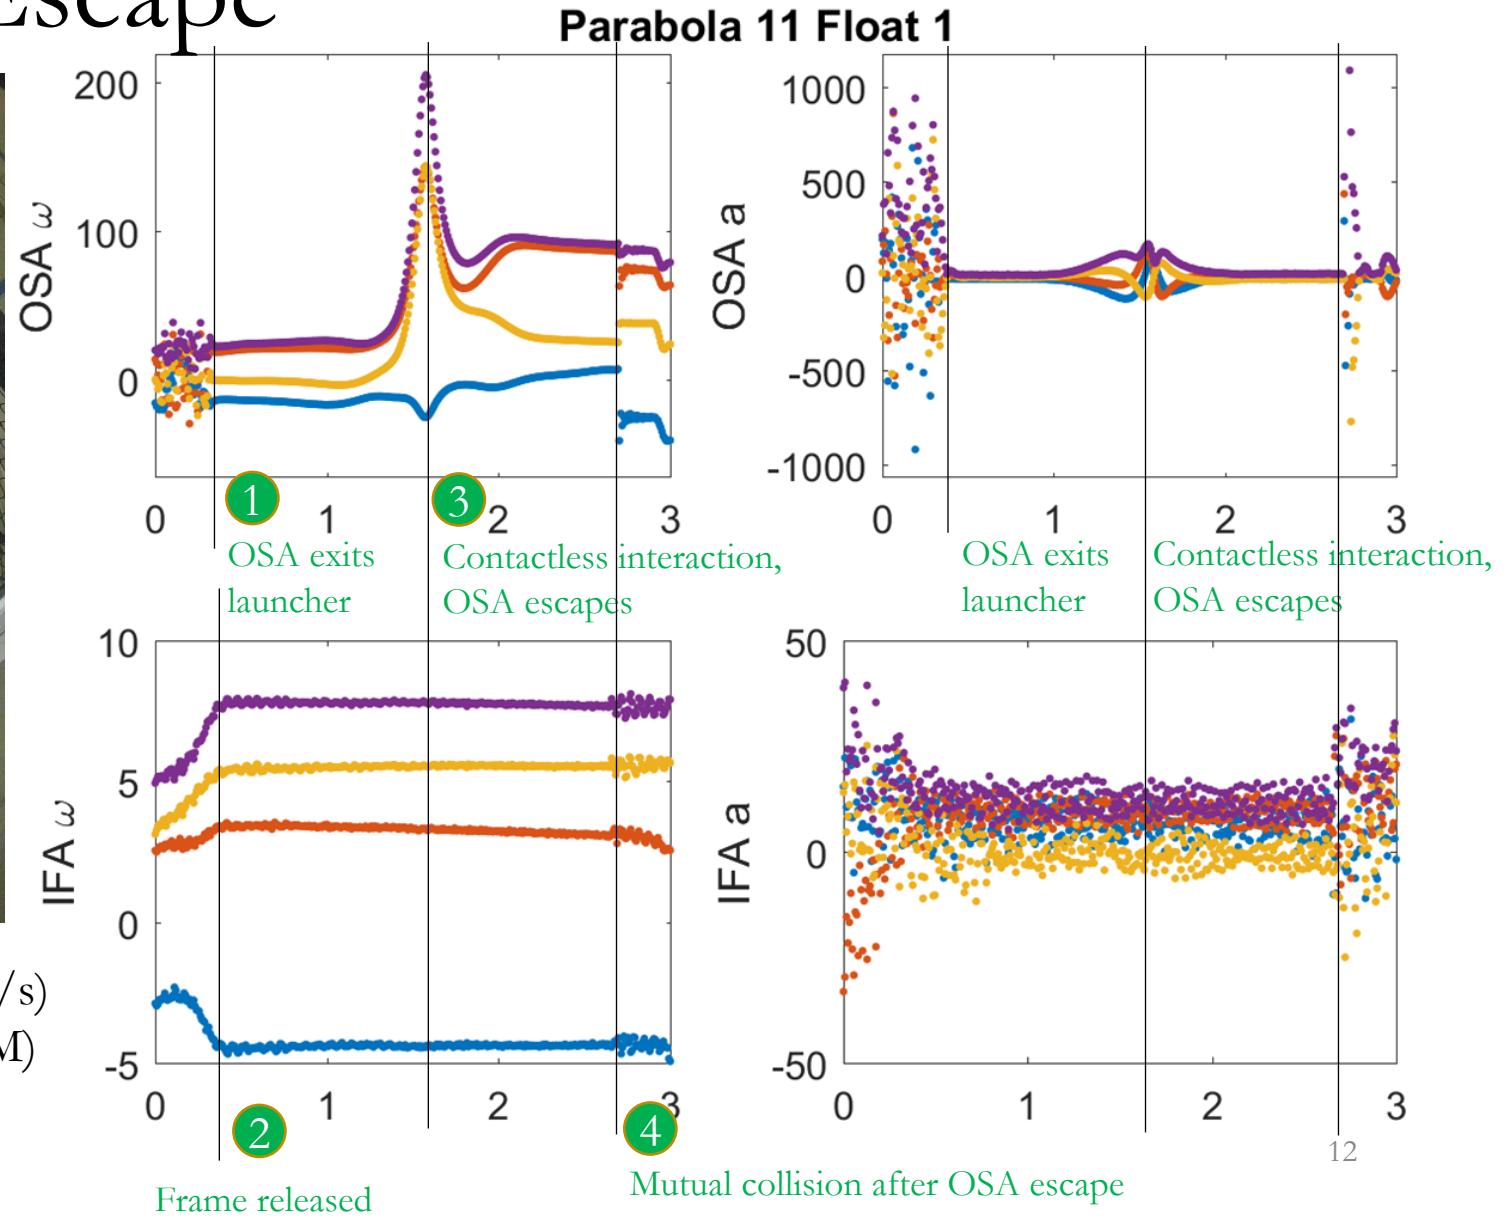 Escape
Parabola 11 Float 1
OSA ω
200
100
0
0 1 2 3
OSA a
1000
500
0
-500
-1000
0 1 2 3
1
OSA exits
launcher
3
Contactless interaction,
OSA escapes
OSA exits
launcher
Contactless interaction,
OSA escapes
IFA ω
10
5
0
-5
0 1 2 3
IFA a
50
0
-50
0 1 2 3
/s)
M)
2
Frame released
4
Mutual collision after OSA escape
12